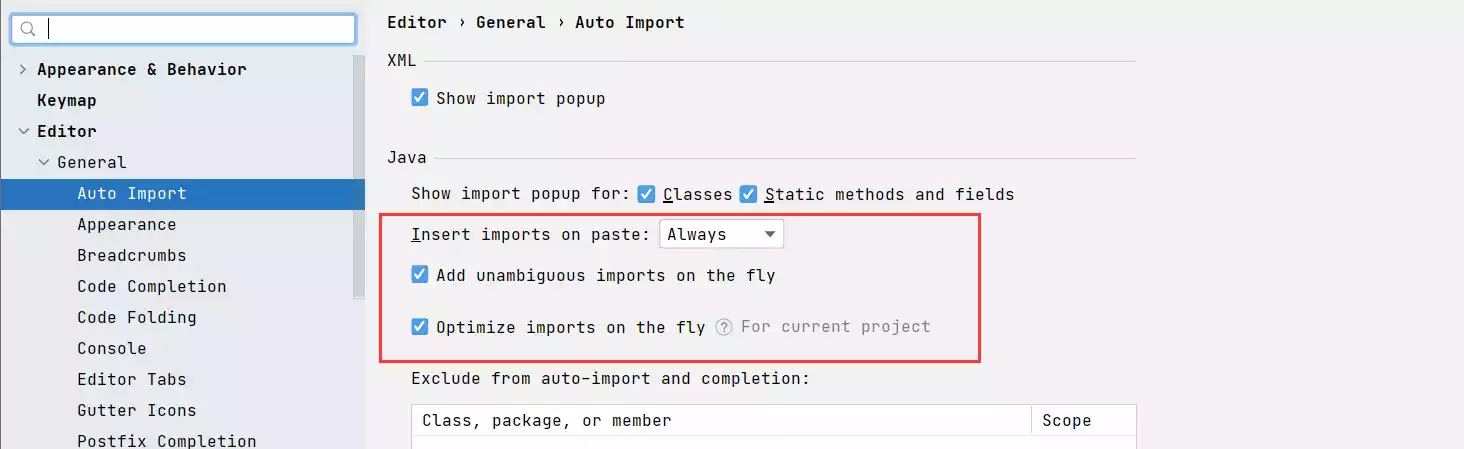 Appearance & Behavior
Keymap
Editor
General
Auto Import
Appearance
Breadcrumbs
Code Completion
Code Folding
Console
Editor Tabs
Gutter Icons
Postfix Completion
Editor › General › Auto Import
XML
Show import popup
Java
Show import popup for: Classes Static methods and fields
Insert imports on paste: Always
Add unambiguous imports on the fly
Optimize imports on the fly ? For current project
Exclude from auto-import and completion:
Class, package, or member Scope